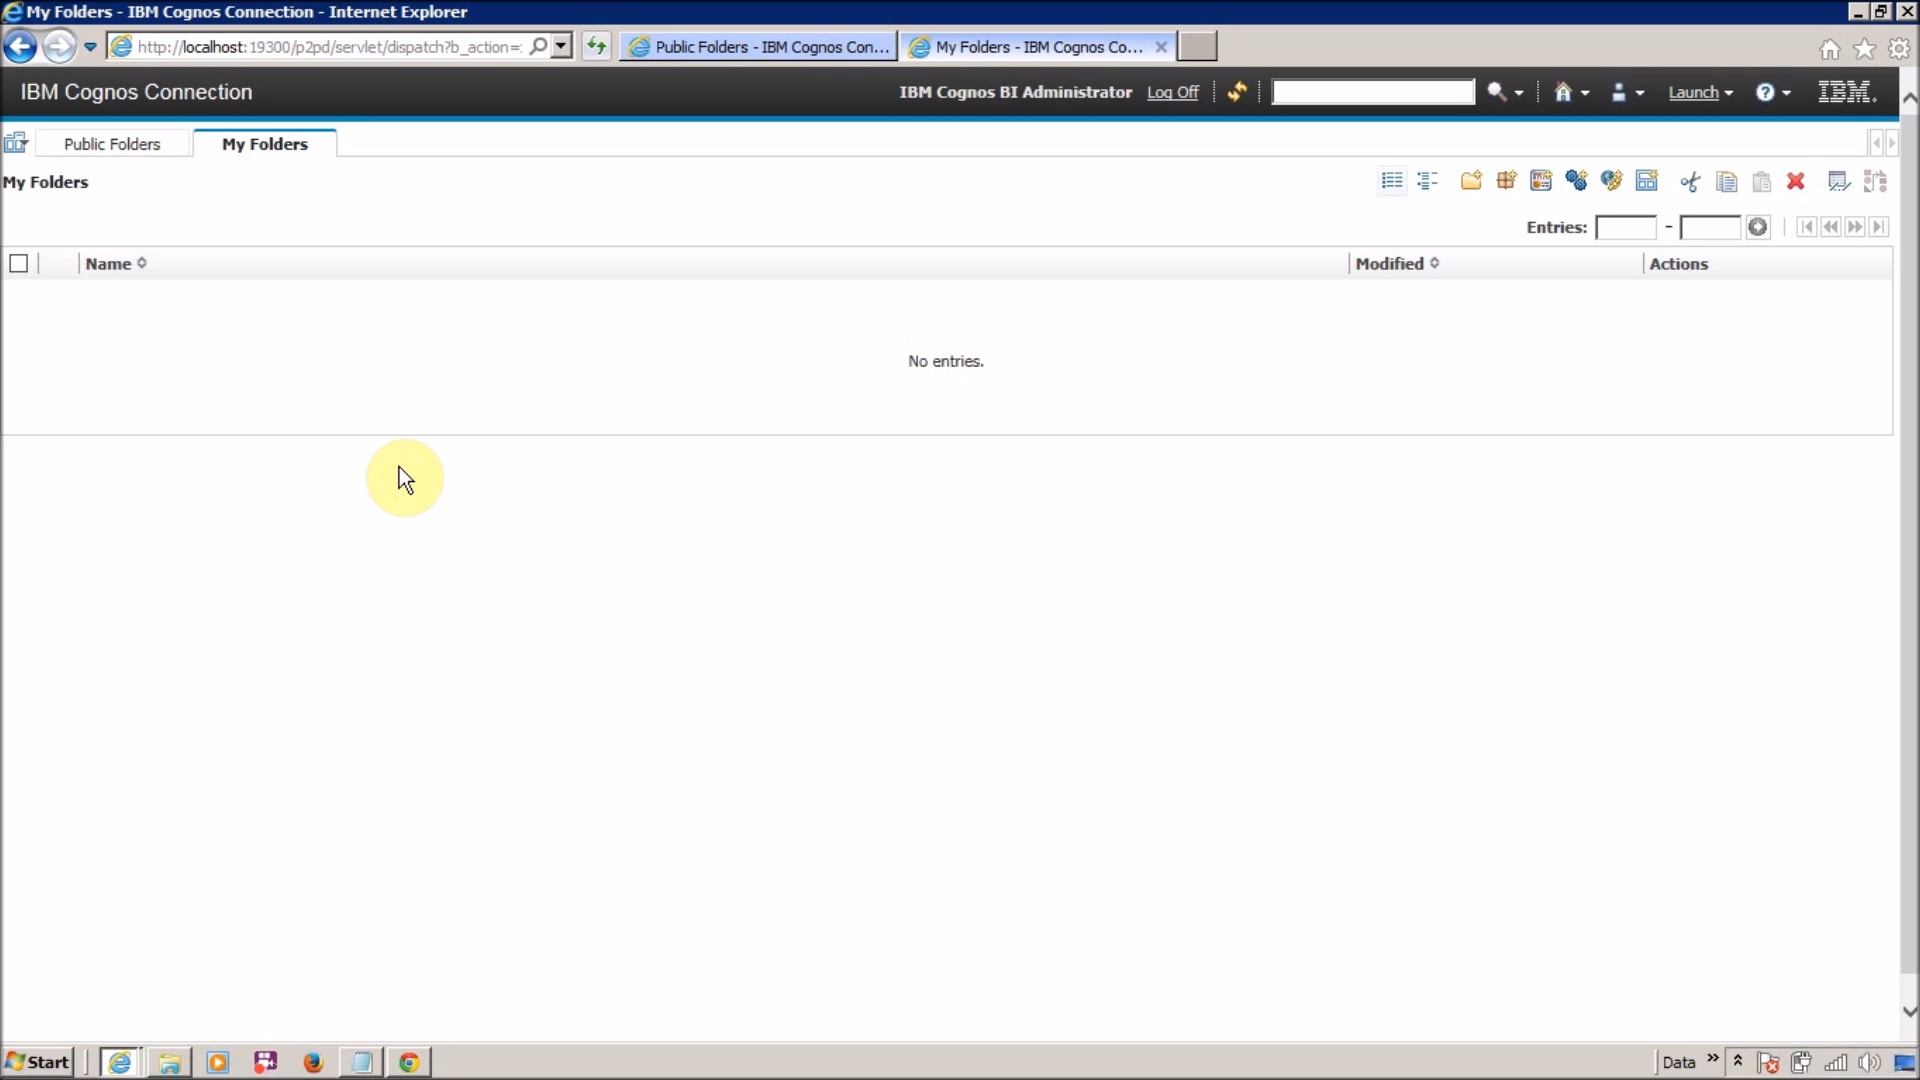 My Folders - IBM Cognos Connection - Internet Explorer
http://localhost:19300/p2pd/servlet/dispatch?b_action=:
Public Folders - IBM Cognos Con...
My Folders - IBM Cognos Co...
IBM Cognos Connection
IBM Cognos BI Administrator
Log Off
Launch
IBM.
Public Folders
My Folders
My Folders
Entries:
-
Name
Modified
Actions
No entries.
Start
Data